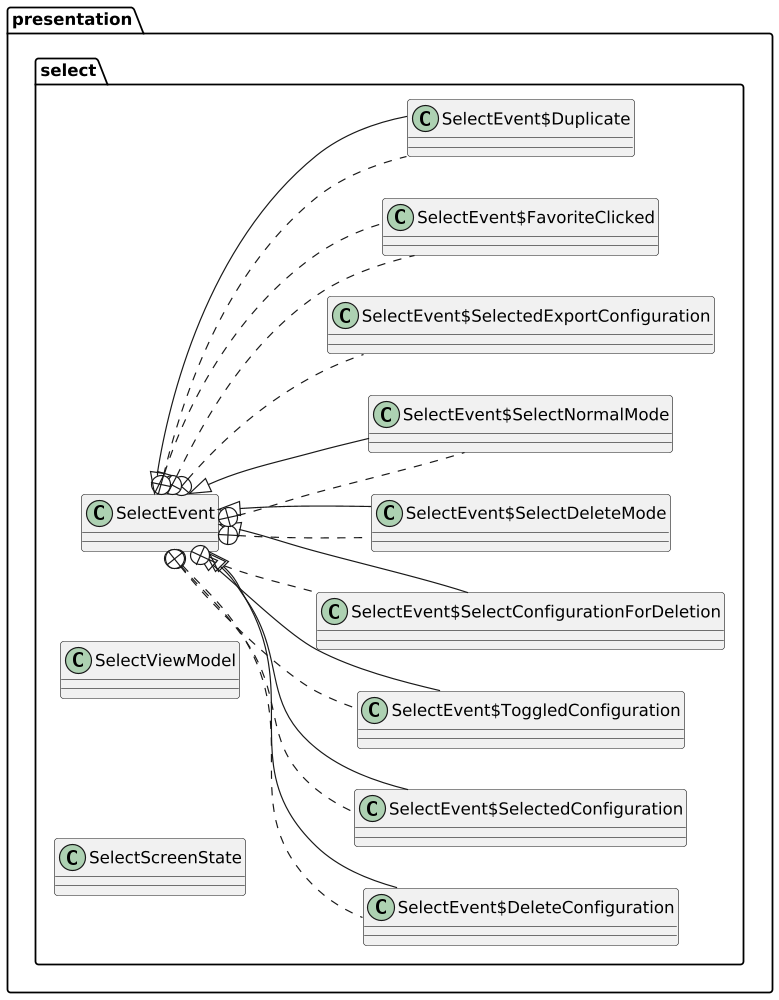 presentation
select
C SelectEvent$Duplicate
C SelectEvent$FavoriteClicked
C SelectEvent$SelectedExportConfiguration
C SelectEvent$SelectNormalMode
C SelectEvent
C SelectEvent$SelectDeleteMode
C SelectEvent$SelectConfigurationForDeletion
C SelectViewModel
C SelectEvent$ToggledConfiguration
C SelectEvent$SelectedConfiguration
C SelectScreenState
C SelectEvent$DeleteConfiguration